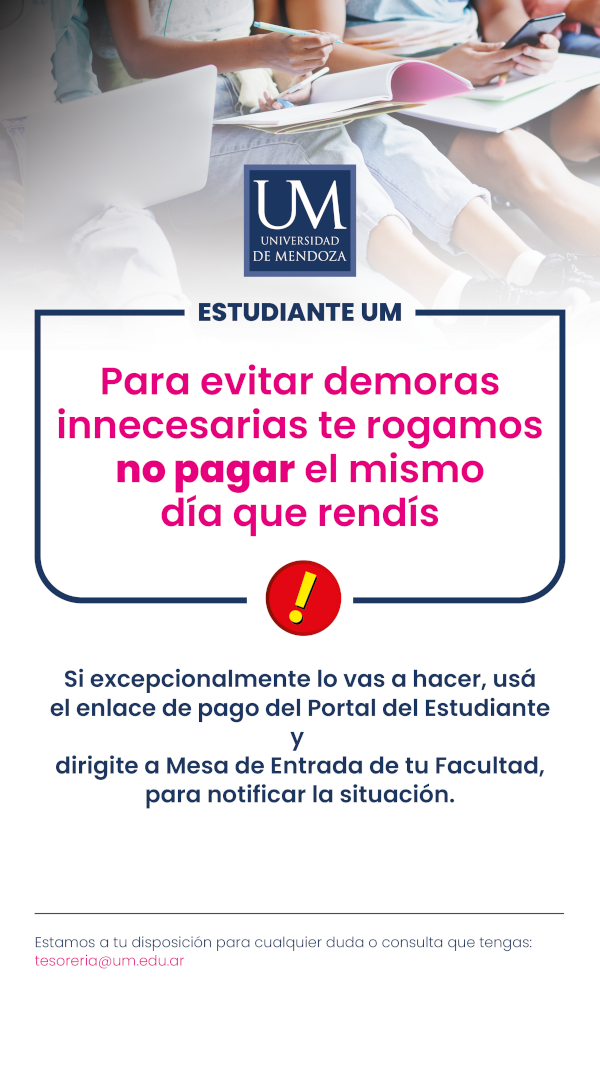 UM
UNIVERSIDAD
DE MENDOZA
ESTUDIANTE UM
Para evitar demoras
innecesarias te rogamos
no pagar el mismo
día que rendís
!
Si excepcionalmente lo vas a hacer, usá
el enlace de pago del Portal del Estudiante
y
dirigite a Mesa de Entrada de tu Facultad,
para notificar la situación.
Estamos a tu disposición para cualquier duda o consulta que tengas:
tesoreria@um.edu.ar